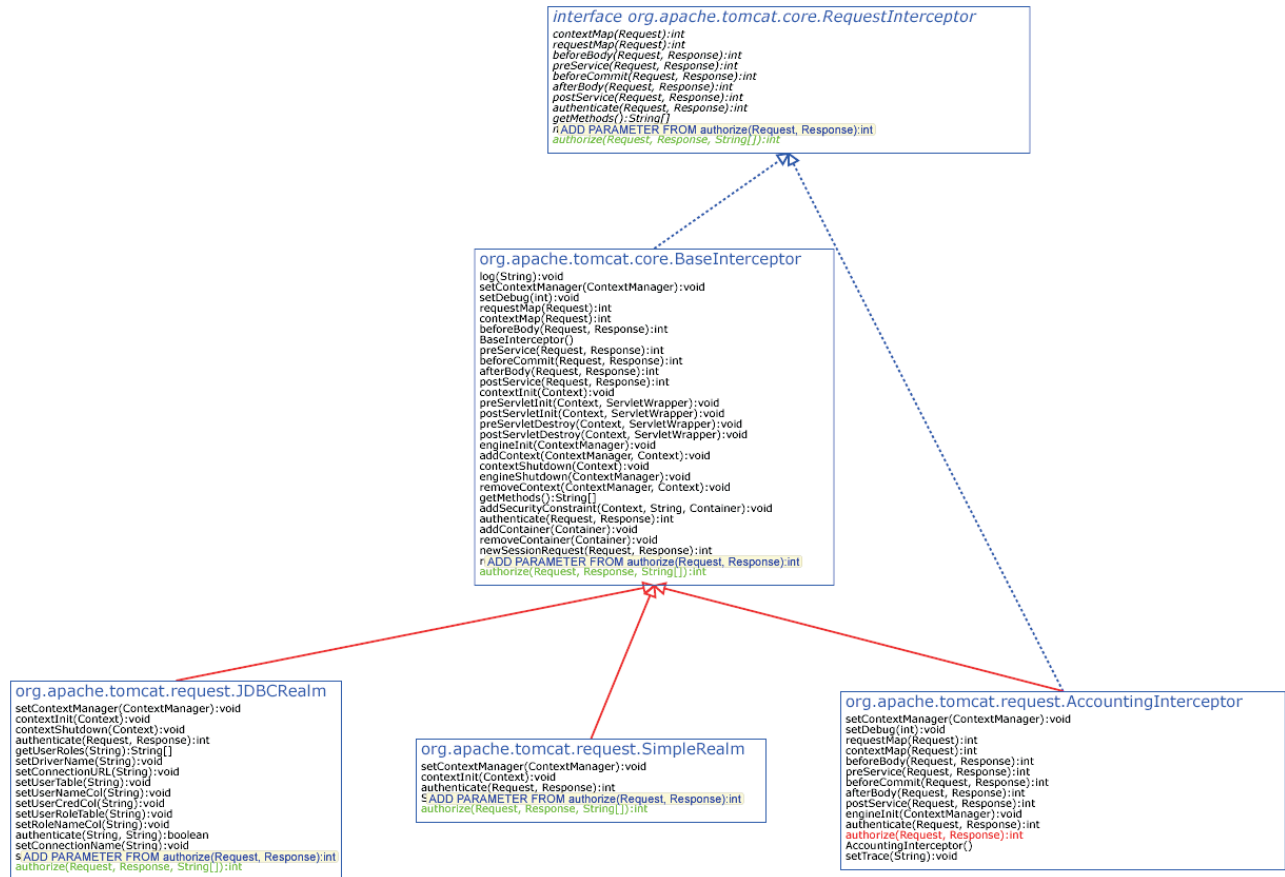 interface org.apache.tomcat.core.RequestInterceptor
contextMap(Request):int
requestMap(Request):int
beforeBody(Request, Response):int
preService(Request, Response):int
beforeCommit(Request, Response):int
afterBody(Request, Response):int
postService(Request, Response):int
authenticate(Request, Response):int
getMethods():String[]
ADD PARAMETER FROM authorize(Request, Response):int
authorize(Request, Response, String[]):int
org.apache.tomcat.core.BaseInterceptor
log(String):void
setContextManager(ContextManager):void
setDebug(int):void
requestMap(Request):int
contextMap(Request):int
beforeBody(Request, Response):int
BaseInterceptor()
preService(Request, Response):int
beforeCommit(Request, Response):int
afterBody(Request, Response):int
postService(Request, Response):int
contextInit(Context):void
preServletInit(Context, ServletWrapper):void
postServletInit(Context, ServletWrapper):void
preServletDestroy(Context, ServletWrapper):void
postServletDestroy(Context, ServletWrapper):void
engineInit(ContextManager):void
addContext(ContextManager, Context):void
contextShutdown(Context):void
engineShutdown(ContextManager):void
removeContext(ContextManager, Context):void
getMethods():String[]
addSecurityConstraint(Context, String, Container):void
authenticate(Request, Response):int
addContainer(Container):void
removeContainer(Container):void
newSessionRequest(Request, Response):int
ADD PARAMETER FROM authorize(Request, Response):int
authorize(Request, Response, String[]):int
org.apache.tomcat.request.JDBCRealm
setContextManager(ContextManager):void
contextInit(Context):void
contextShutdown(Context):void
authenticate(Request, Response):int
getUserRoles(String):String[]
setDriverName(String):void
setConnectionURL(String):void
setUserTable(String):void
setUserNameCol(String):void
setUserCredCol(String):void
setUserRoleTable(String):void
setRoleNameCol(String):void
authenticate(String, String):boolean
setConnectionName(String):void
ADD PARAMETER FROM authorize(Request, Response):int
authorize(Request, Response, String[]):int
org.apache.tomcat.request.SimpleRealm
setContextManager(ContextManager):void
contextInit(Context):void
authenticate(Request, Response):int
ADD PARAMETER FROM authorize(Request, Response):int
authorize(Request, Response, String[]):int
org.apache.tomcat.request.AccountingInterceptor
setContextManager(ContextManager):void
setDebug(int):void
requestMap(Request):int
contextMap(Request):int
beforeBody(Request, Response):int
preService(Request, Response):int
beforeCommit(Request, Response):int
afterBody(Request, Response):int
postService(Request, Response):int
engineInit(ContextManager):void
authenticate(Request, Response):int
authorize(Request, Response):int
AccountingInterceptor()
setTrace(String):void